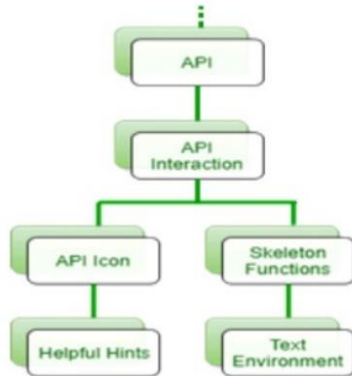 API
API
Interaction
API Icon
Skeleton
Functions
Helpful Hints
Text
Environment